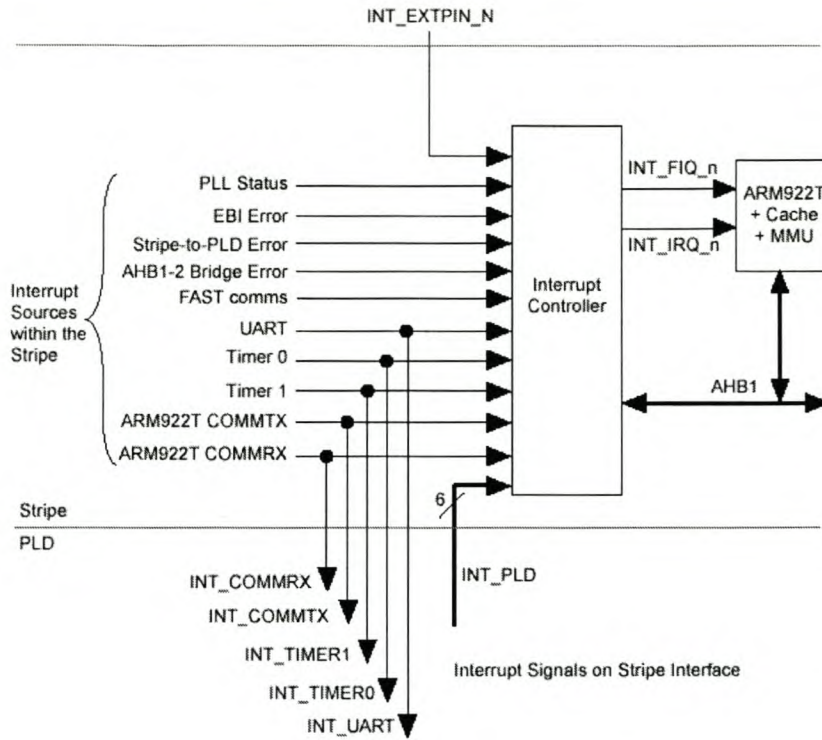 INT_EXTPIN_N
PLL Status
EBI Error
Stripe-to-PLD Error
AHB1-2 Bridge Error
FAST comms
UART
Timer 0
Timer 1
ARM922T COMMTX
ARM922T COMMRX
Interrupt
Sources
within the
Stripe
Interrupt
Controller
INT_FIQ_n
INT_IRQ_n
ARM922T
+ Cache
+ MMU
AHB1
6
Stripe
PLD
INT_PLD
INT_COMMRX
INT_COMMTX
INT_TIMER1
INT_TIMER0
INT_UART
Interrupt Signals on Stripe Interface